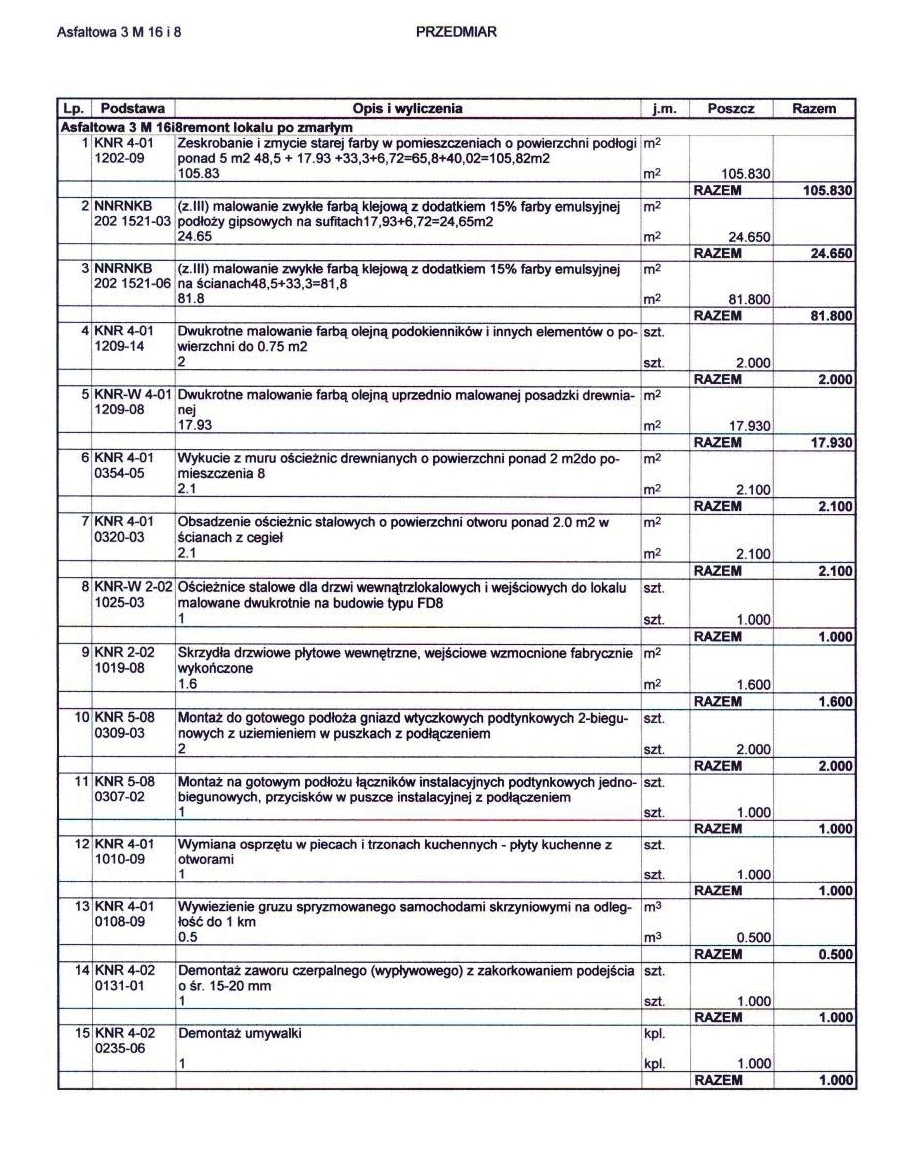 Asfaltowa 3 M 16 i 8 PRZEDMIAR
Lp. Podstawa Opis i wyliczenia j.m. Poszcz Razem
Asfaltowa 3 M 16i8remont lokalu po zmarłym
1 KNR 4-01 Zeskrobanie i zmycie starej farby w pomieszczeniach o powierzchni podłogi m2
1202-09 ponad 5 m2 48,5 + 17.93 +33,3+6,72=65,8+40,02=105,82m2
105.83 m2 105.830
RAZEM 105.830
2 NNRNKB (z.III) malowanie zwykłe farbą klejową z dodatkiem 15% farby emulsyjnej m2
202 1521-03 podłoży gipsowych na sufitach17,93+6,72=24,65m2
24.65 m2 24.650
RAZEM 24.650
3 NNRNKB (z.III) malowanie zwykłe farbą klejową z dodatkiem 15% farby emulsyjnej m2
202 1521-06 na ścianach48,5+33,3=81,8
81.8 m2 81.800
RAZEM 81.800
4 KNR 4-01 Dwukrotne malowanie farbą olejną podokienników i innych elementów o po- szt.
1209-14 wierzchni do 0.75 m2
2 szt. 2.000
RAZEM 2.000
5 KNR-W 4-01 Dwukrotne malowanie farbą olejną uprzednio malowanej posadzki drewnia- m2
1209-08 nej
17.93 m2 17.930
RAZEM 17.930
6 KNR 4-01 Wykucie z muru ościeżnic drewnianych o powierzchni ponad 2 m2do po- m2
0354-05 mieszczenia 8
2.1 m2 2.100
RAZEM 2.100
7 KNR 4-01 Obsadzenie ościeżnic stalowych o powierzchni otworu ponad 2.0 m2 w m2
0320-03 ścianach z cegieł
2.1 m2 2.100
RAZEM 2.100
8 KNR-W 2-02 Ościeżnice stalowe dla drzwi wewnątrzlokalowych i wejściowych do lokalu szt.
1025-03 malowane dwukrotnie na budowie typu FD8
1 szt. 1.000
RAZEM 1.000
9 KNR 2-02 Skrzydła drzwiowe płytowe wewnętrzne, wejściowe wzmocnione fabrycznie m2
1019-08 wykończone
1.6 m2 1.600
RAZEM 1.600
10 KNR 5-08 Montaż do gotowego podłoża gniazd wtyczkowych podtynkowych 2-biegu- szt.
0309-03 nowych z uziemieniem w puszkach z podłączeniem
2 szt. 2.000
RAZEM 2.000
11 KNR 5-08 Montaż na gotowym podłożu łączników instalacyjnych podtynkowych jedno- szt.
0307-02 biegunowych, przycisków w puszce instalacyjnej z podłączeniem
1 szt. 1.000
RAZEM 1.000
12 KNR 4-01 Wymiana osprzętu w piecach i trzonach kuchennych - płyty kuchenne z szt.
1010-09 otworami
1 szt. 1.000
RAZEM 1.000
13 KNR 4-01 Wywiezienie gruzu spryzmowanego samochodami skrzyniowymi na odleg- m3
0108-09 łość do 1 km
0.5 m3 0.500
RAZEM 0.500
14 KNR 4-02 Demontaż zaworu czerpalnego (wypływowego) z zakorkowaniem podejścia szt.
0131-01 o śr. 15-20 mm
1 szt. 1.000
RAZEM 1.000
15 KNR 4-02 Demontaż umywalki kpl.
0235-06
1 kpl. 1.000
RAZEM 1.000